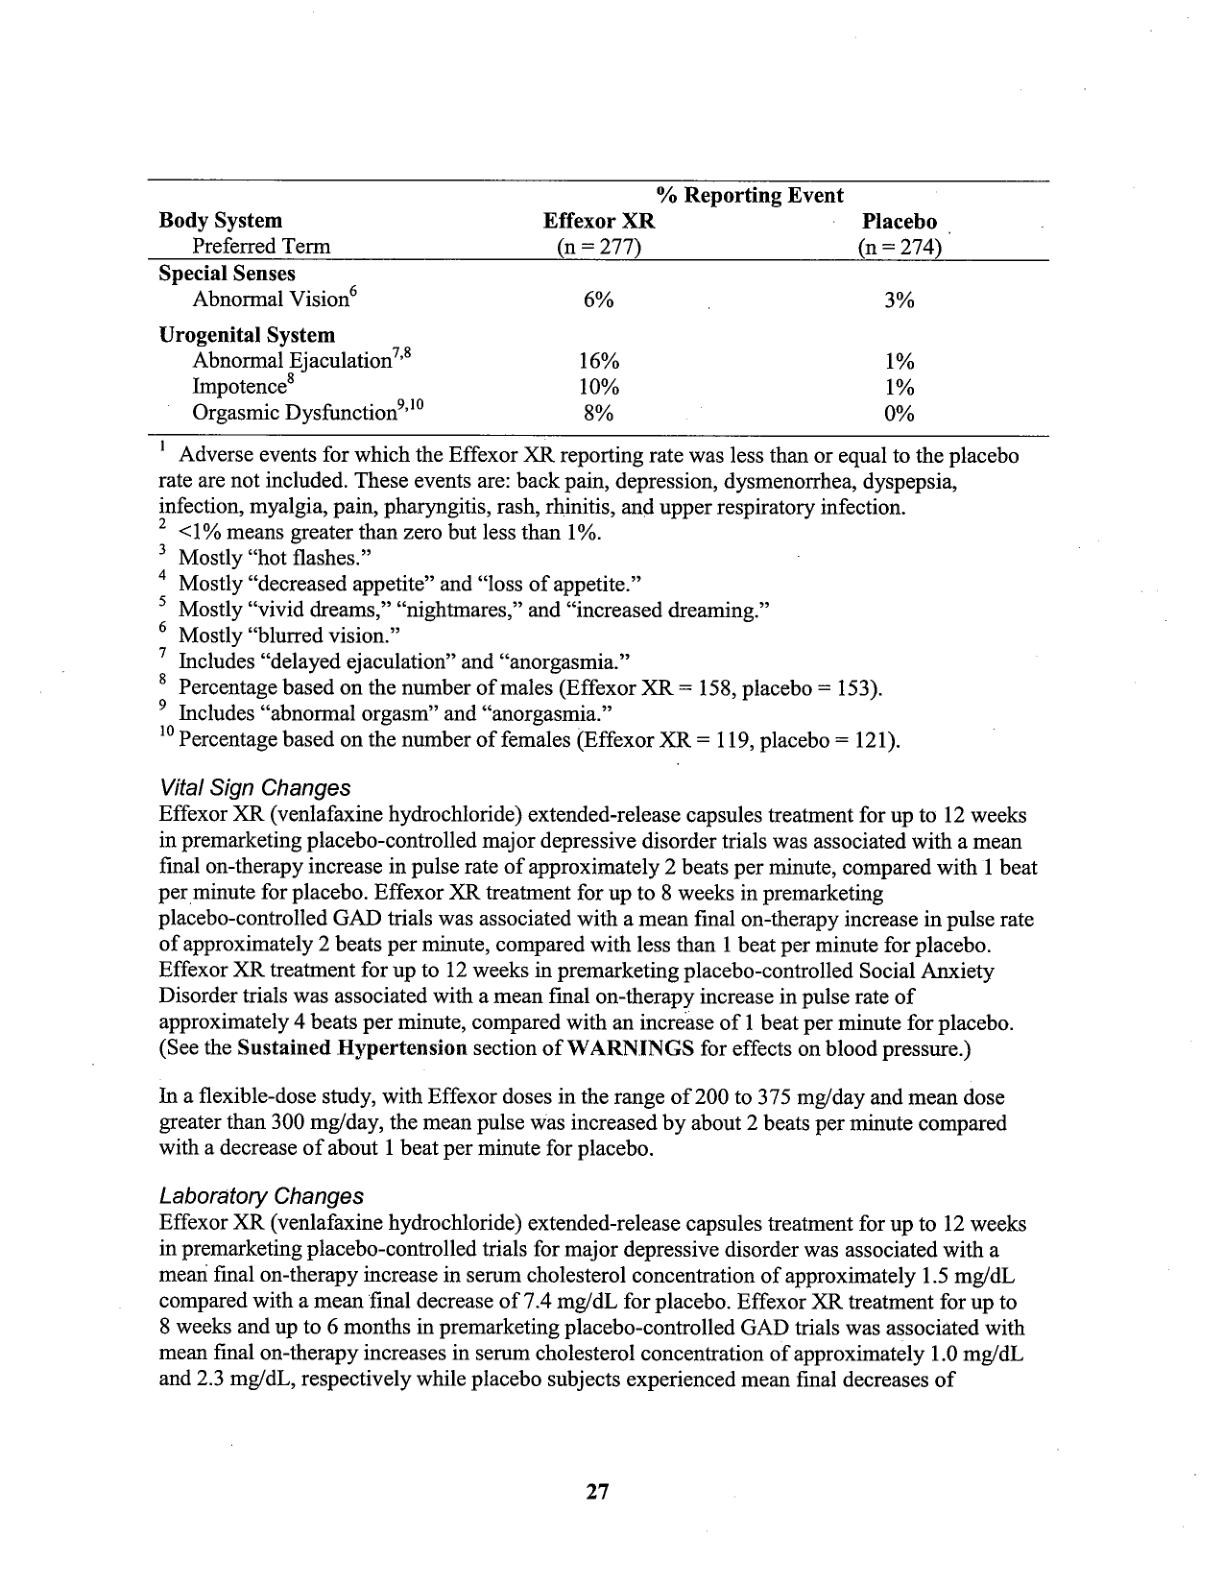 % Reporting Event
Body System Effexor XR Placebo
Preferred Term (n = 277) (n = 274)
Special Senses
Abnormal Vision6 6% 3%
Urogenital System
Abnormal Ejaculation7,8 16% 1%
Impotence8 10% 1%
Orgasmic Dysfunction9,10 8% 0%
1 Adverse events for which the Effexor XR reporting rate was less than or equal to the placebo
rate are not included. These events are: back pain, depression, dysmenorrhea, dyspepsia,
infection, myalgia, pain, pharyngitis, rash, rhinitis, and upper respiratory infection.
2 <1% means greater than zero but less than 1%.
3 Mostly “hot flashes.”
4 Mostly “decreased appetite” and “loss of appetite.”
5 Mostly “vivid dreams,” “nightmares,” and “increased dreaming.”
6 Mostly “blurred vision.”
7 Includes “delayed ejaculation” and “anorgasmia.”
8 Percentage based on the number of males (Effexor XR = 158, placebo = 153).
9 Includes “abnormal orgasm” and “anorgasmia.”
10 Percentage based on the number of females (Effexor XR = 119, placebo = 121).
Vital Sign Changes
Effexor XR (venlafaxine hydrochloride) extended-release capsules treatment for up to 12 weeks
in premarketing placebo-controlled major depressive disorder trials was associated with a mean
final on-therapy increase in pulse rate of approximately 2 beats per minute, compared with 1 beat
per minute for placebo. Effexor XR treatment for up to 8 weeks in premarketing
placebo-controlled GAD trials was associated with a mean final on-therapy increase in pulse rate
of approximately 2 beats per minute, compared with less than 1 beat per minute for placebo.
Effexor XR treatment for up to 12 weeks in premarketing placebo-controlled Social Anxiety
Disorder trials was associated with a mean final on-therapy increase in pulse rate of
approximately 4 beats per minute, compared with an increase of 1 beat per minute for placebo.
(See the Sustained Hypertension section of WARNINGS for effects on blood pressure.)
In a flexible-dose study, with Effexor doses in the range of 200 to 375 mg/day and mean dose
greater than 300 mg/day, the mean pulse was increased by about 2 beats per minute compared
with a decrease of about 1 beat per minute for placebo.
Laboratory Changes
Effexor XR (venlafaxine hydrochloride) extended-release capsules treatment for up to 12 weeks
in premarketing placebo-controlled trials for major depressive disorder was associated with a
mean final on-therapy increase in serum cholesterol concentration of approximately 1.5 mg/dL
compared with a mean final decrease of 7.4 mg/dL for placebo. Effexor XR treatment for up to
8 weeks and up to 6 months in premarketing placebo-controlled GAD trials was associated with
mean final on-therapy increases in serum cholesterol concentration of approximately 1.0 mg/dL
and 2.3 mg/dL, respectively while placebo subjects experienced mean final decreases of
27